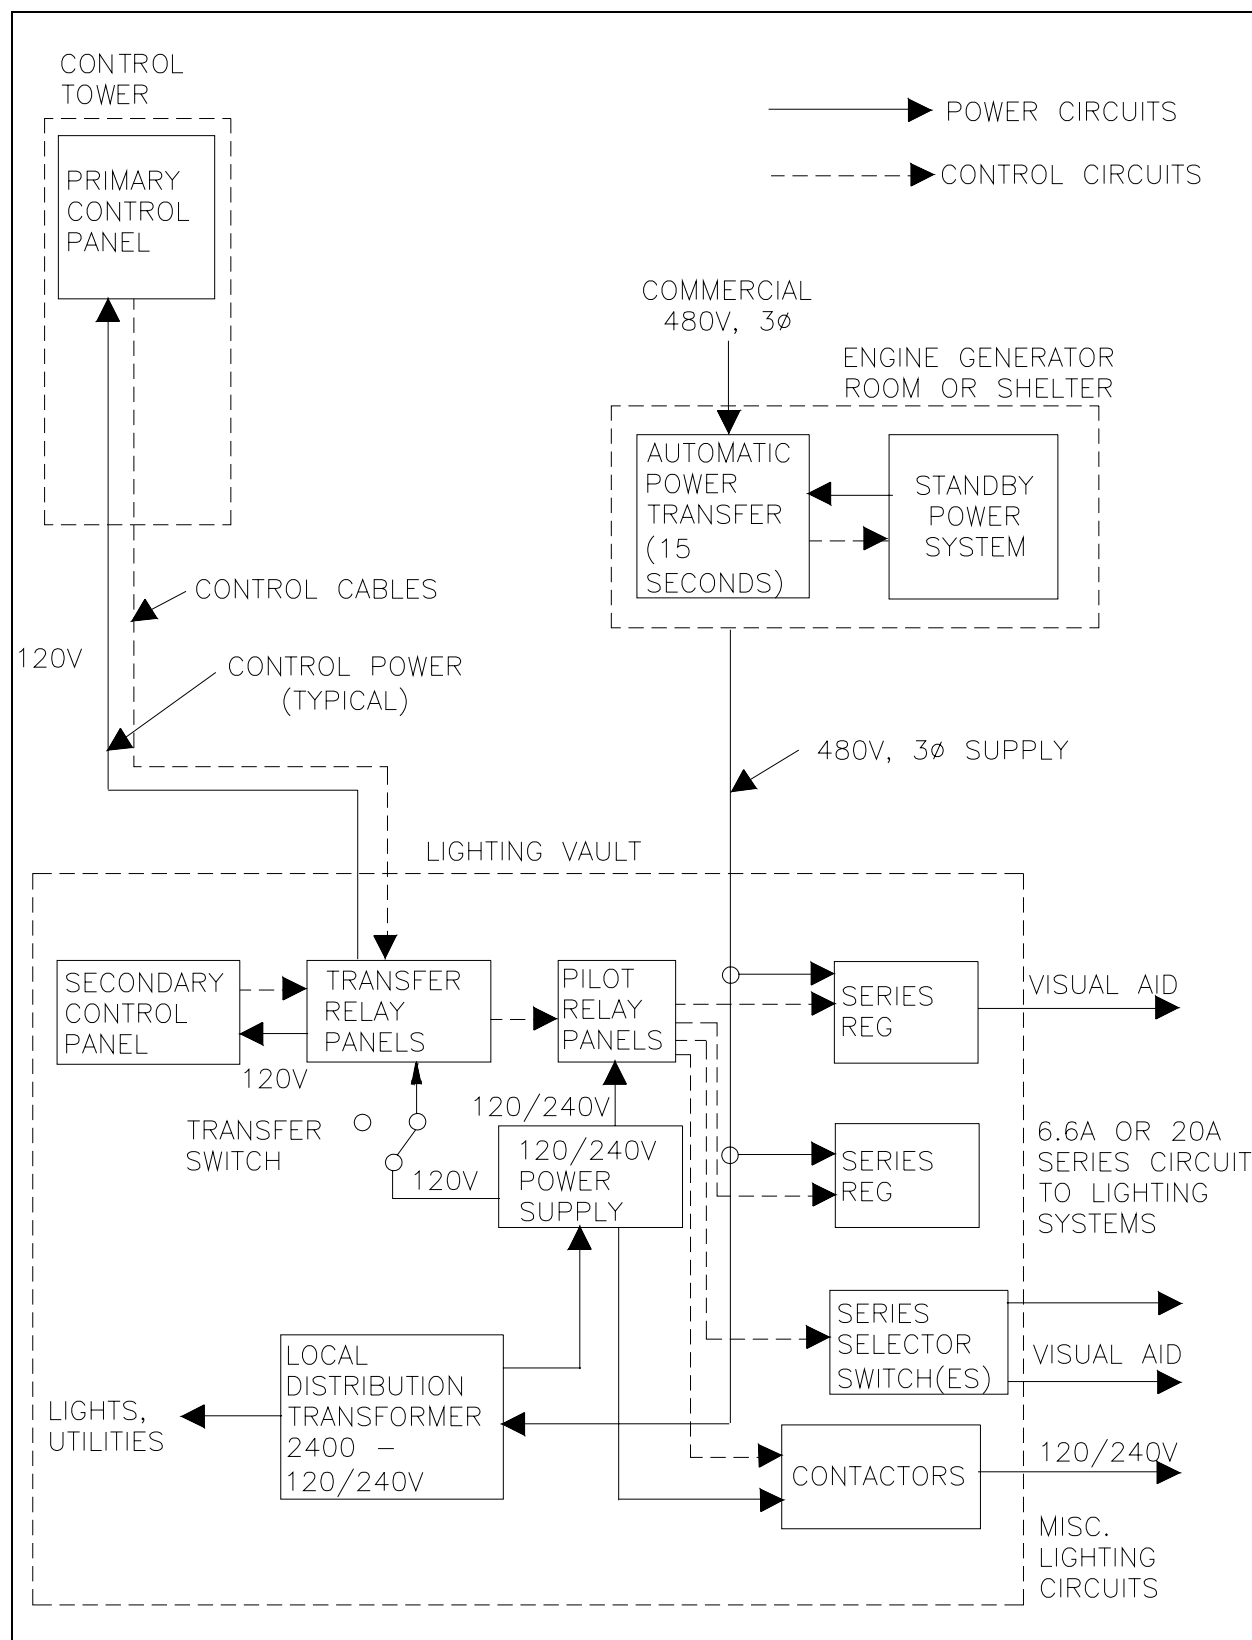 CONTROL
TOWER
PRIMARY
CONTROL
PANEL
POWER CIRCUITS
CONTROL CIRCUITS
COMMERCIAL
480V, 3ø
ENGINE GENERATOR
ROOM OR SHELTER
AUTOMATIC
POWER
TRANSFER
(15
SECONDS)
STANDBY
POWER
SYSTEM
CONTROL CABLES
120V
CONTROL POWER
(TYPICAL)
480V, 3ø SUPPLY
LIGHTING VAULT
SECONDARY
CONTROL
PANEL
TRANSFER
RELAY
PANELS
PILOT
RELAY
PANELS
SERIES
REG
VISUAL AID
120V
120/240V
TRANSFER
SWITCH
120V
120/240V
POWER
SUPPLY
SERIES
REG
6.6A OR 20A
SERIES CIRCUIT
TO LIGHTING
SYSTEMS
SERIES
SELECTOR
SWITCH(ES)
VISUAL AID
LOCAL
DISTRIBUTION
TRANSFORMER
2400 –
120/240V
LIGHTS,
UTILITIES
CONTACTORS
120/240V
MISC.
LIGHTING
CIRCUITS